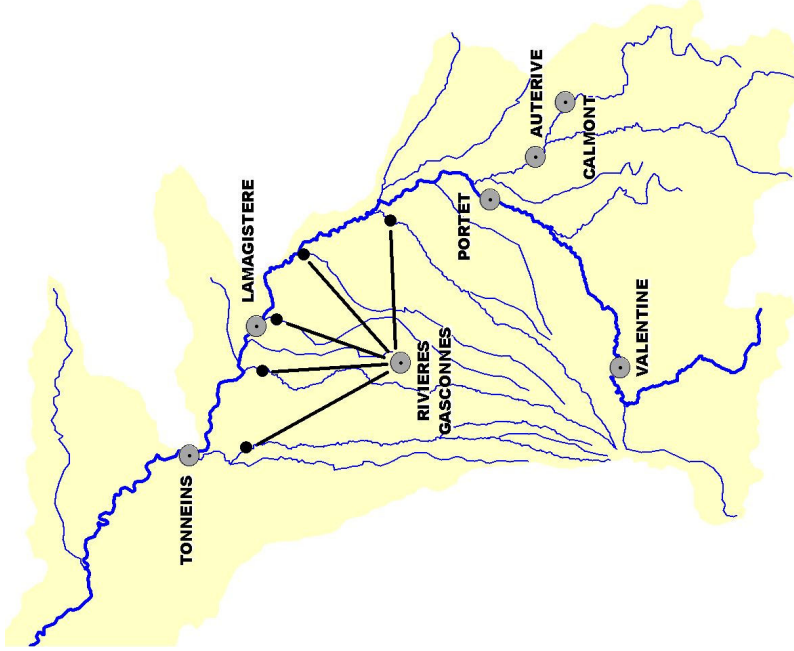 TONNEINS
LAMAGISTERE
RIVIERES
GASCONNES
PORTET
AUTERIVE
CALMONT
VALENTINE